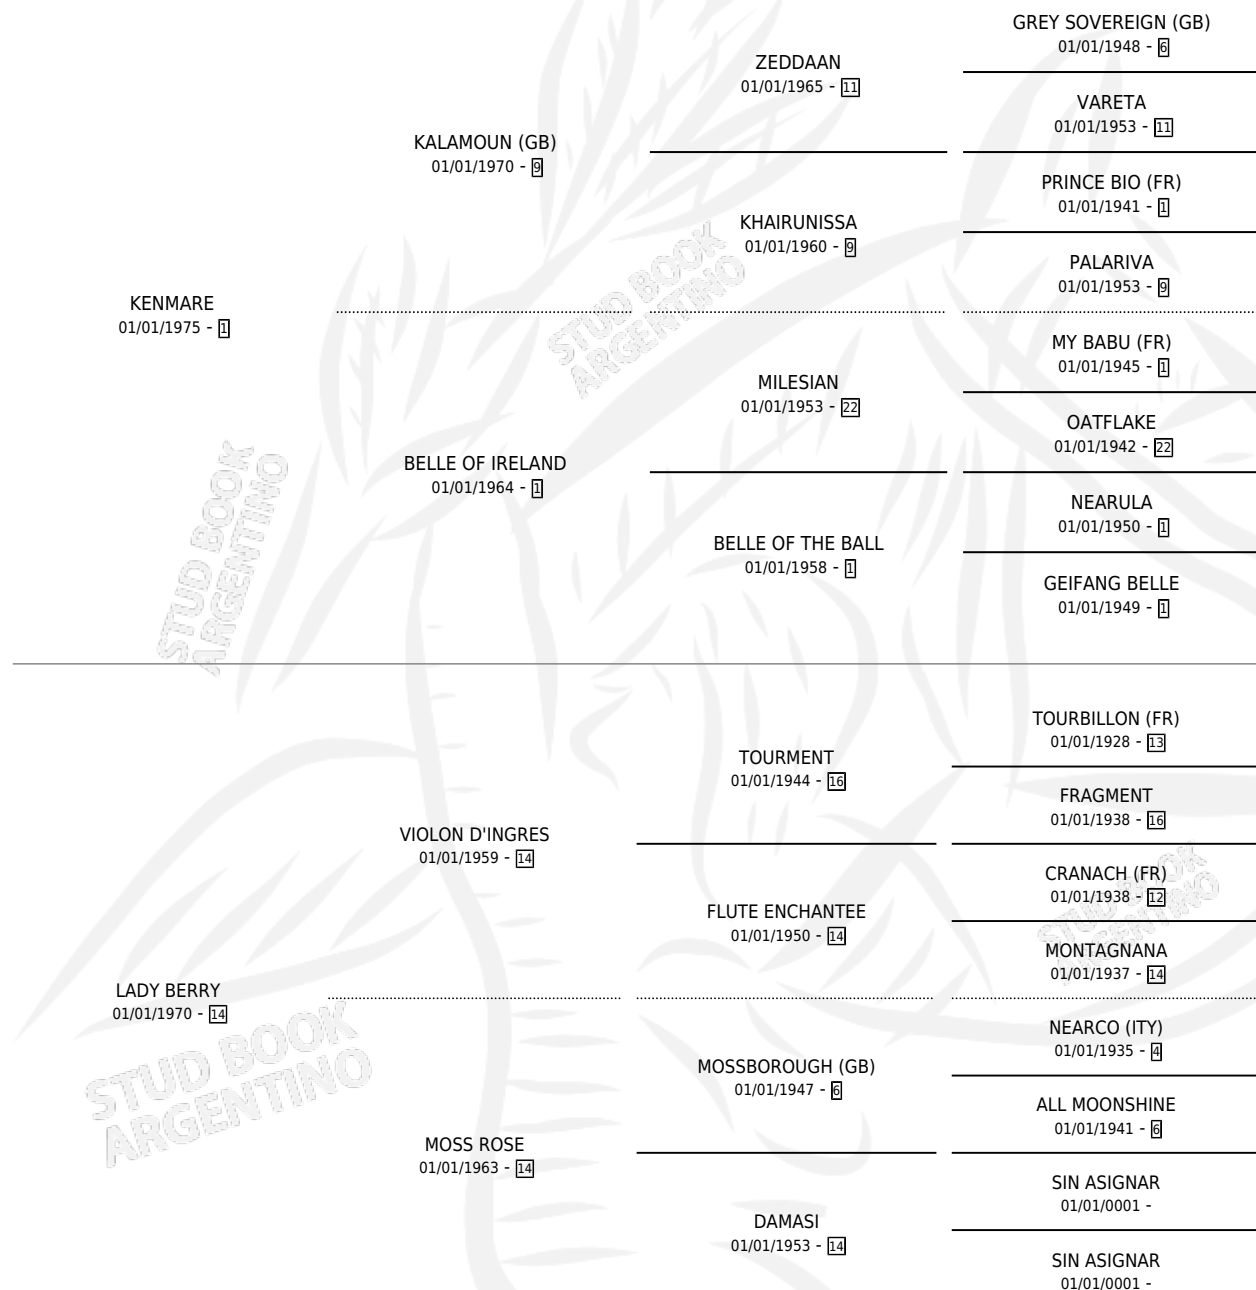 GREY SOVEREIGN (GB)
01/01/1948 - 6
ZEDDAAN
01/01/1965 - 11
VARETA
01/01/1953 - 11
KALAMOUN (GB)
01/01/1970 - 9
PRINCE BIO (FR)
01/01/1941 - 1
KHAIRUNISSA
01/01/1960 - 9
PALARIVA
01/01/1953 - 9
KENMARE
01/01/1975 - 1
MY BABU (FR)
01/01/1945 - 1
MILESIAN
01/01/1953 - 22
OATFLAKE
01/01/1942 - 22
BELLE OF IRELAND
01/01/1964 - 1
NEARULA
01/01/1950 - 1
BELLE OF THE BALL
01/01/1958 - 1
GEIFANG BELLE
01/01/1949 - 1
TOURBILLON (FR)
01/01/1928 - 13
TOURMENT
01/01/1944 - 16
FRAGMENT
01/01/1938 - 16
VIOLON D'INGRES
01/01/1959 - 14
CRANACH (FR)
01/01/1938 - 12
FLUTE ENCHANTEE
01/01/1950 - 14
MONTAGNANA
01/01/1937 - 14
LADY BERRY
01/01/1970 - 14
NEARCO (ITY)
01/01/1935 - 4
MOSSBOROUGH (GB)
01/01/1947 - 6
ALL MOONSHINE
01/01/1941 - 6
MOSS ROSE
01/01/1963 - 14
SIN ASIGNAR
01/01/0001 -
DAMASI
01/01/1953 - 14
SIN ASIGNAR
01/01/0001 -
STUD BOOK
ARGENTINO
STUD BOOK
ARGENTINO
STUD BOOK
ARGENTINO
STUD BOOK
ARGENTINO